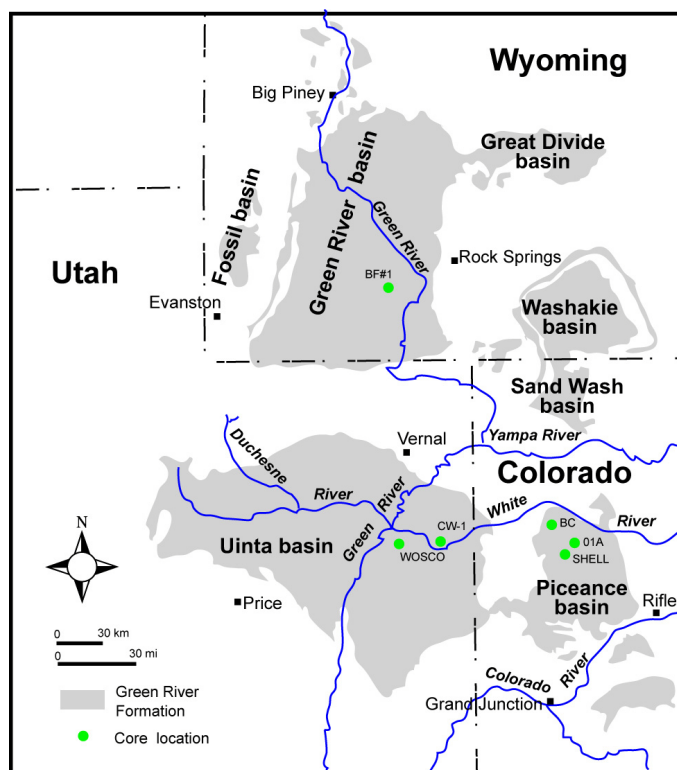 Wyoming
Big Piney
Great Divide
basin
Green River basin
Fossil basin
Green River
Rock Springs
Utah
BF#1
Evanston
Washakie
basin
Sand Wash
basin
Vernal
Yampa River
Duchesne
River
Colorado
Green River
White
River
CW-1
BC
01A
Uinta basin
WOSCO
SHELL
N
Piceance
basin
Price
Rifle
0 30 km
0 30 mi
Colorado
River
Green River
Formation
Grand Junction
Core location